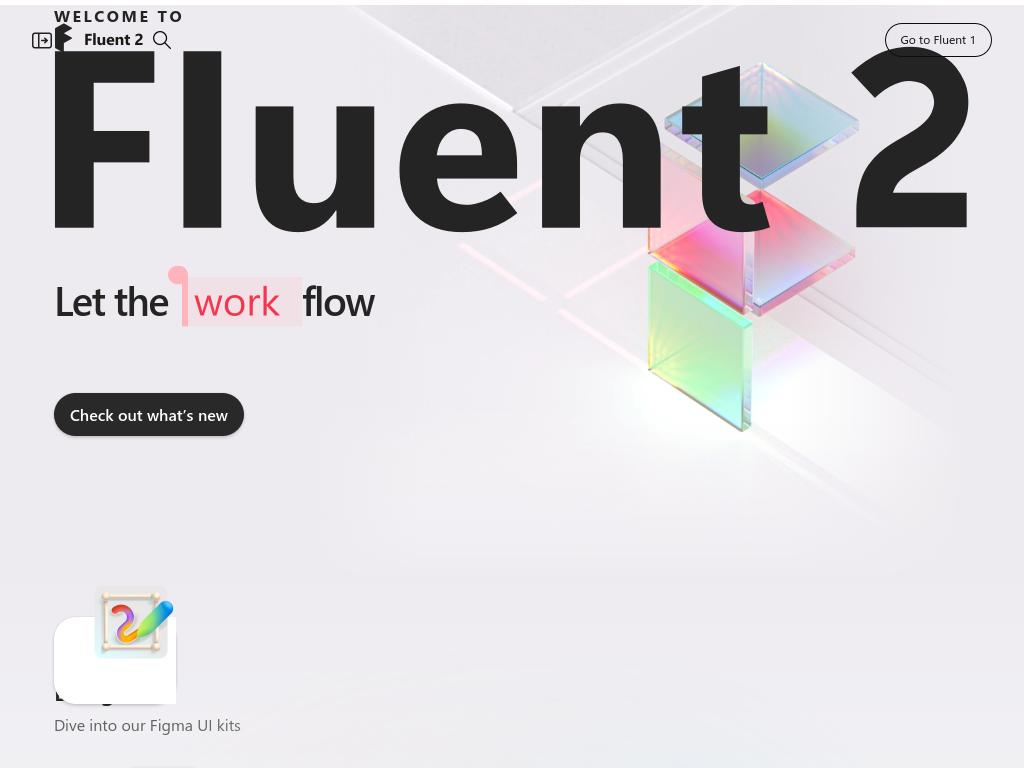 WELCOME TO
Fluent 2
Go to Fluent 1
Fluent 2
Let the work flow
Check out what's new
Dive into our Figma UI kits